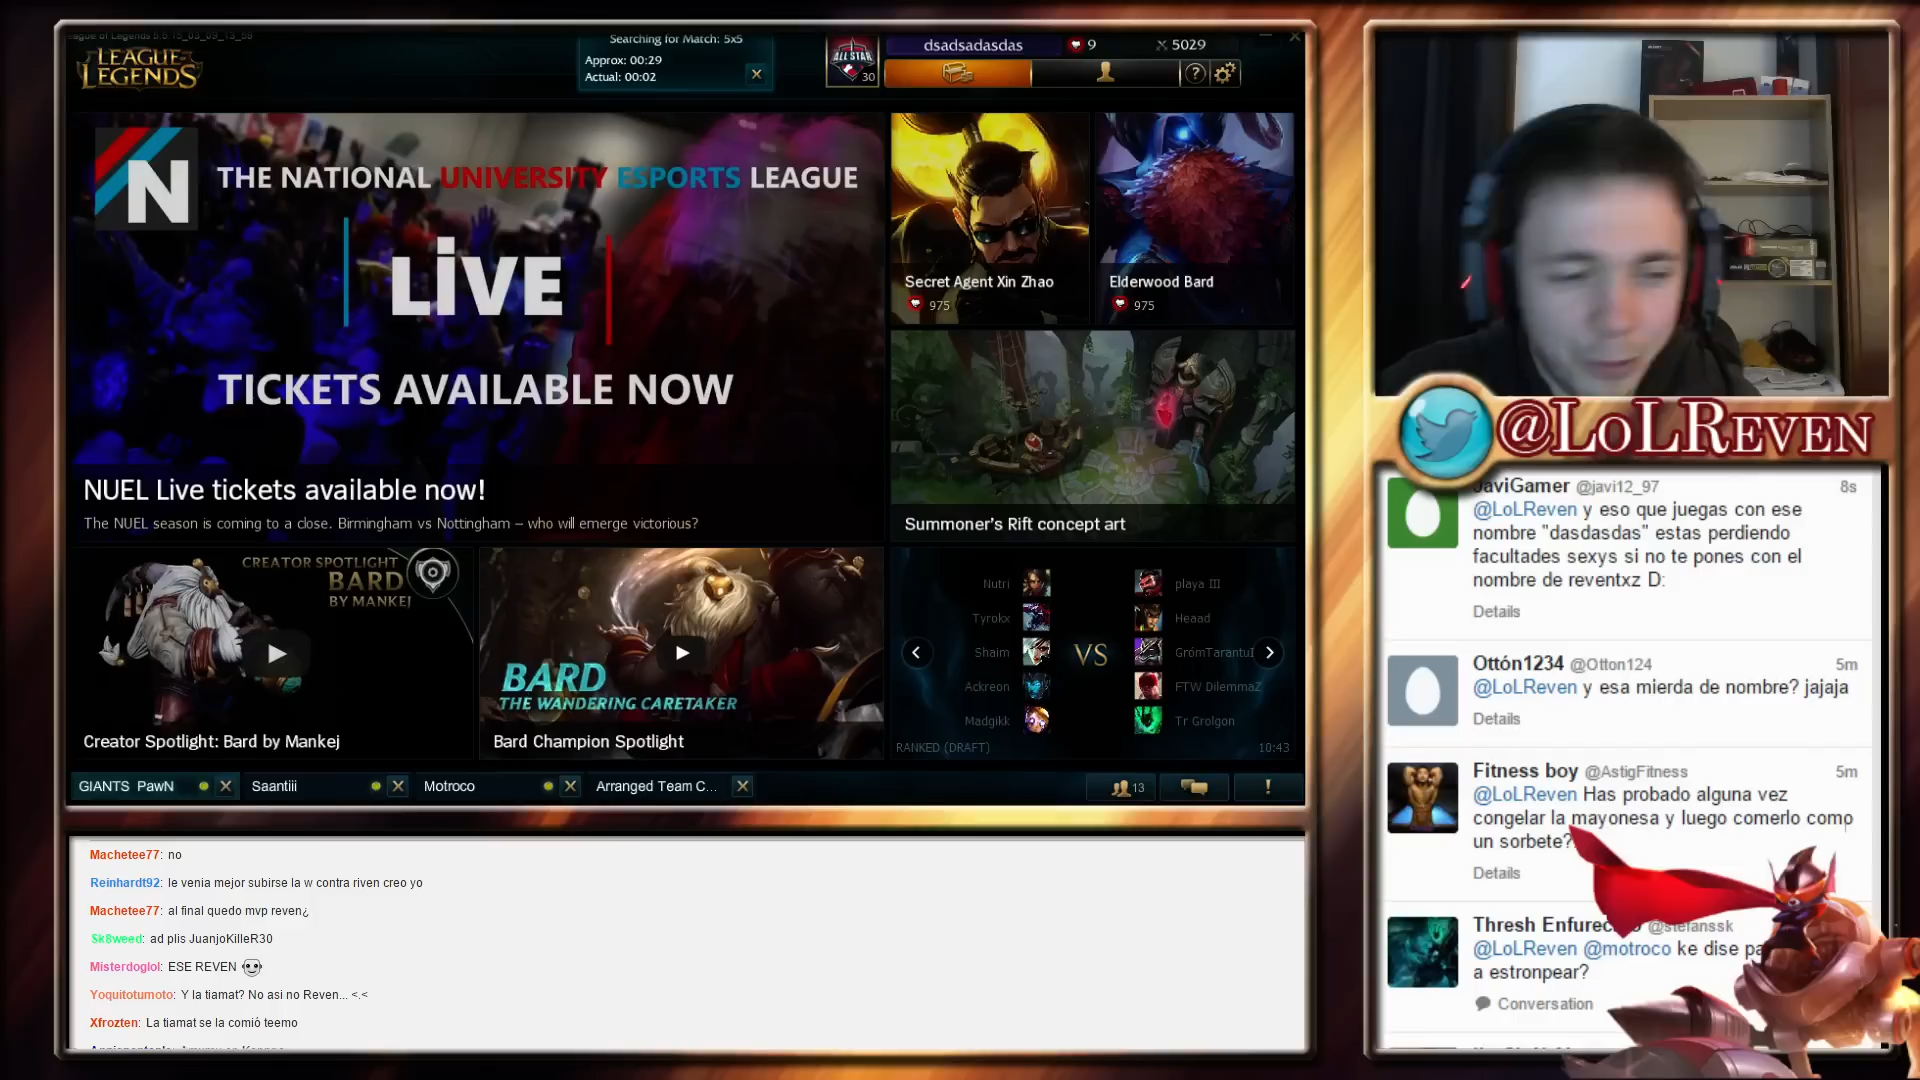 LEAGUE
of
LEGENDS
Searching for Match: 5x5
Approx: 00:29
Actual: 00:02
ALL STAR
30
dsadsadasdas
9
5029
N
THE NATIONAL UNIVERSITY ESPORTS LEAGUE
LiVE
TICKETS AVAILABLE NOW
NUEL Live tickets available now!
The NUEL season is coming to a close. Birmingham vs Nottingham – who will emerge victorious?
Secret Agent Xin Zhao
975
Elderwood Bard
975
Summoner's Rift concept art
CREATOR SPOTLIGHT
BARD
BY MANKEJ
Creator Spotlight: Bard by Mankej
BARD
THE WANDERING CARETAKER
Bard Champion Spotlight
Nutri
playa III
Tyrokx
Heaad
Shaim
VS
GrómTarantul
Ackreon
FTW DilemmaZ
Madgikk
Tr Grolgon
RANKED (DRAFT)
10:43
GIANTS PawN
Saantiii
Motroco
Arranged Team C...
13
Machetee77: no
Reinhardt92: le venia mejor subirse la w contra riven creo yo
Machetee77: al final quedo mvp reven¿
Sk8weed: ad plis JuanjoKilleR30
Misterdoglol: ESE REVEN
Yoquitotumoto: Y la tiamat? No asi no Reven... <.<
Xfrozten: La tiamat se la comió teemo
@LoLReven
JaviGamer @javi12_97 8s
@LoLReven y eso que juegas con ese
nombre "dasdasdas" estas perdiendo
facultades sexys si no te pones con el
nombre de reventxz D:
Details
Ottón1234 @Otton124 5m
@LoLReven y esa mierda de nombre? jajaja
Details
Fitness boy @AstigFitness 5m
@LoLReven Has probado alguna vez
congelar la mayonesa y luego comerlo como
un sorbete?
Details
Thresh @stefanssk
@LoLReven @motroco ke dise
a estronpear?
Conversation